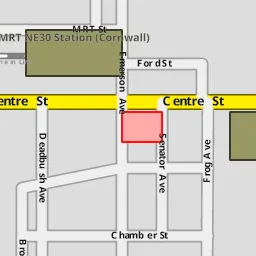 MRT St
MRT NE30 Station (Cornwall)
Ford St
Emerson Ave
entre St
Centre St
Deadbush Ave
Senator Ave
Frog Ave
Chamber St
Bro